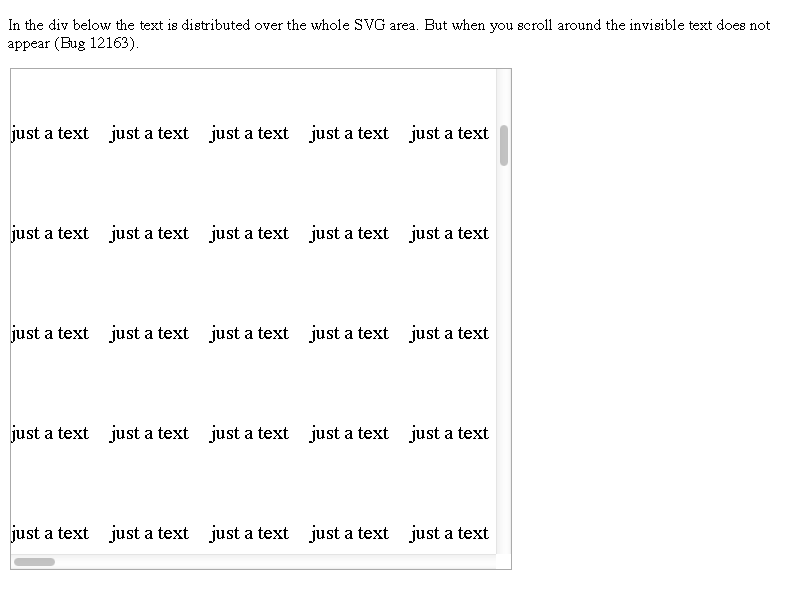 In the div below the text is distributed over the whole SVG area. But when you scroll around the invisible text does not
appear (Bug 12163).
just a text just a text just a text just a text just a text
just a text just a text just a text just a text just a text
just a text just a text just a text just a text just a text
just a text just a text just a text just a text just a text
just a text just a text just a text just a text just a text